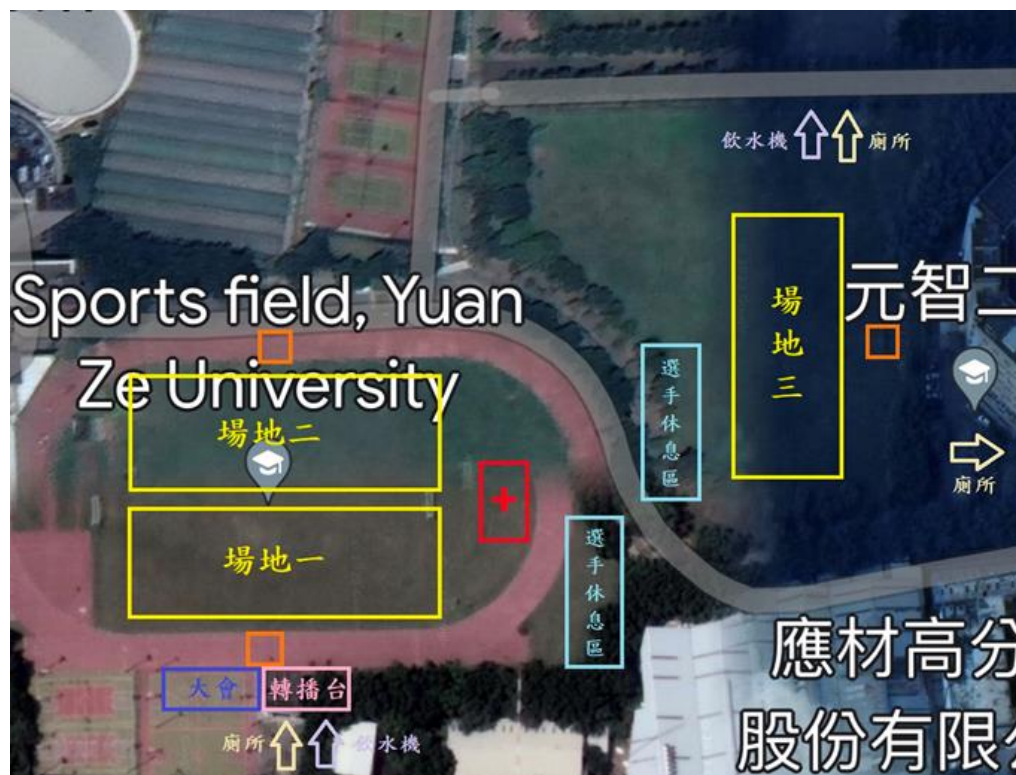 飲水機
廁所
元智二
Sports field, Yuan
Ze University
場地三
選手休息區
場地二
+
廁所
場地一
選手休息區
大會
轉播台
廁所
飲水機
應材高分
股份有限公